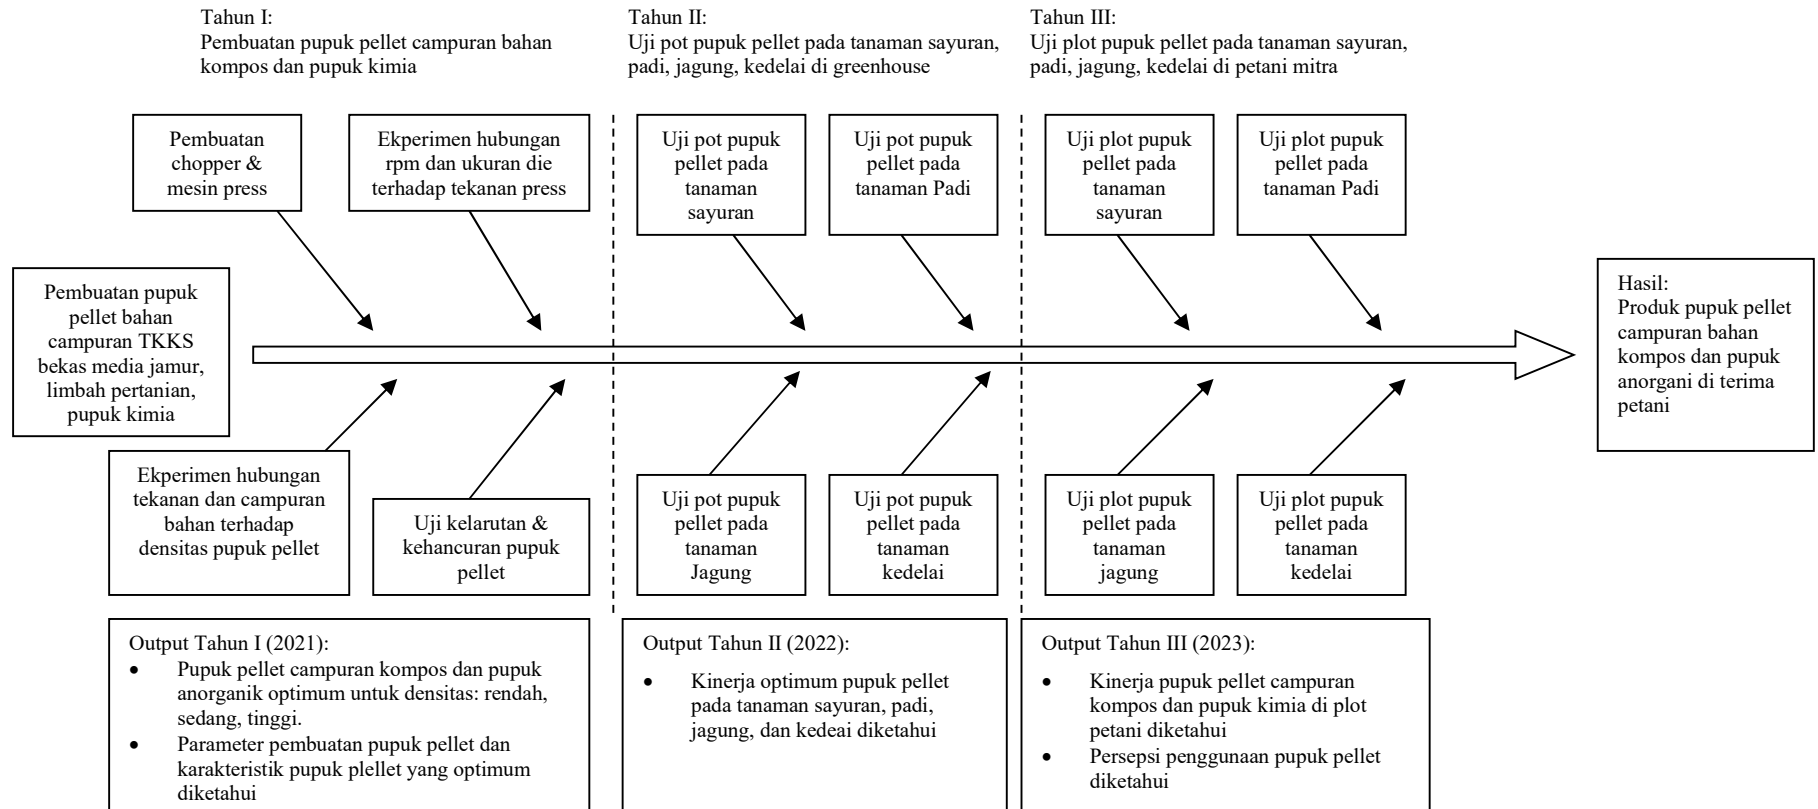 Tahun I:
Pembuatan pupuk pellet campuran bahan
kompos dan pupuk kimia
Tahun II:
Uji pot pupuk pellet pada tanaman sayuran,
padi, jagung, kedelai di greenhouse
Tahun III:
Uji plot pupuk pellet pada tanaman sayuran,
padi, jagung, kedelai di petani mitra
Pembuatan
chopper &
mesin press
Ekperimen hubungan
rpm dan ukuran die
terhadap tekanan press
Uji pot pupuk
pellet pada
tanaman
sayuran
Uji pot pupuk
pellet pada
tanaman Padi
Uji plot pupuk
pellet pada
tanaman
sayuran
Uji plot pupuk
pellet pada
tanaman Padi
Pembuatan pupuk
pellet bahan
campuran TKKS
bekas media jamur,
limbah pertanian,
pupuk kimia
Hasil:
Produk pupuk pellet
campuran bahan
kompos dan pupuk
anorgani di terima
petani
Ekperimen hubungan
tekanan dan campuran
bahan terhadap
densitas pupuk pellet
Uji kelarutan &
kehancuran pupuk
pellet
Uji pot pupuk
pellet pada
tanaman
Jagung
Uji pot pupuk
pellet pada
tanaman
kedelai
Uji plot pupuk
pellet pada
tanaman
jagung
Uji plot pupuk
pellet pada
tanaman
kedelai
Output Tahun I (2021):
• Pupuk pellet campuran kompos dan pupuk
anorganik optimum untuk densitas: rendah,
sedang, tinggi.
• Parameter pembuatan pupuk pellet dan
karakteristik pupuk plellet yang optimum
diketahui
Output Tahun II (2022):
• Kinerja optimum pupuk pellet
pada tanaman sayuran, padi,
jagung, dan kedeai diketahui
Output Tahun III (2023):
• Kinerja pupuk pellet campuran
kompos dan pupuk kimia di plot
petani diketahui
• Persepsi penggunaan pupuk pellet
diketahui